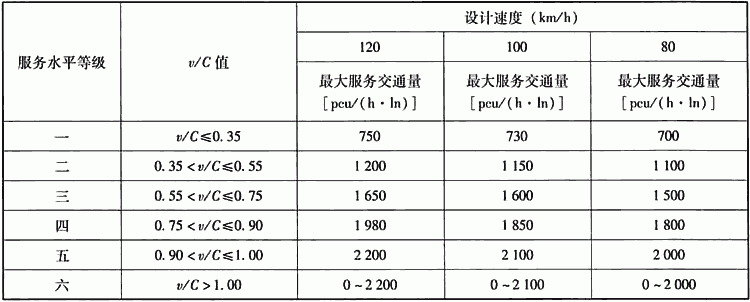 服务水平等级 v/C 值 设计速度 (km/h)
120 100 80
最大服务交通量 最大服务交通量 最大服务交通量
[pcu/(h·ln)] [pcu/(h·ln)] [pcu/(h·ln)]
一 v/C≤0.35 750 730 700
二 0.35<v/C≤0.55 1 200 1 150 1 100
三 0.55<v/C≤0.75 1 650 1 600 1 500
四 0.75<v/C≤0.90 1 980 1 850 1 800
五 0.90<v/C≤1.00 2 200 2 100 2 000
六 v/C>1.00 0~2 200 0~2 100 0~2 000